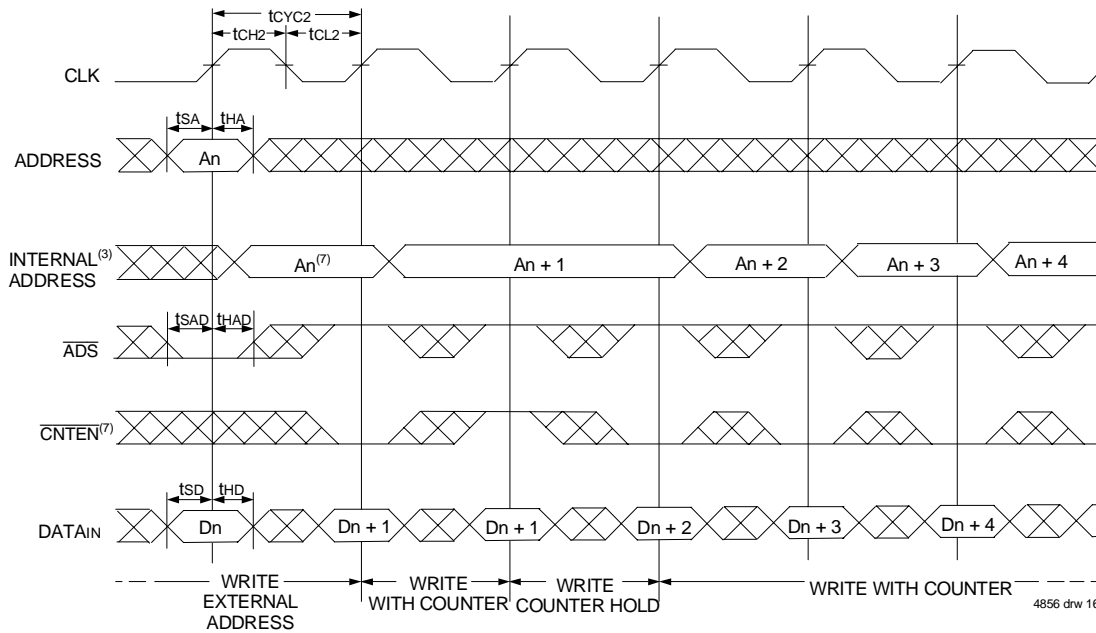 tCYC2
tCH2 tCL2
CLK
tSA tHA
ADDRESS An
INTERNAL(3)
ADDRESS
An(7) An + 1 An + 2 An + 3 An + 4
tSAD tHAD
ADS
CNTEN(7)
tSD tHD
DATAIN Dn Dn + 1 Dn + 1 Dn + 2 Dn + 3 Dn + 4
WRITE
EXTERNAL
ADDRESS
WRITE
WITH COUNTER
WRITE
COUNTER HOLD
WRITE WITH COUNTER
4856 drw 16